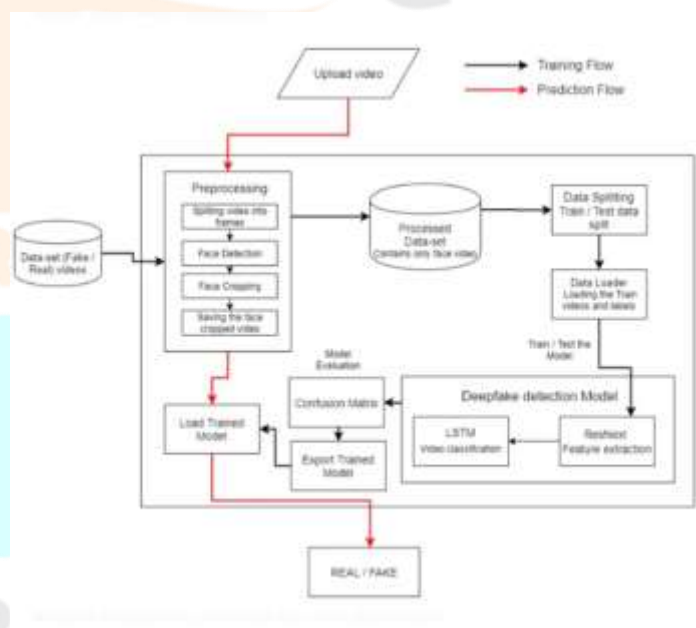 Upload video
Training Flow
Prediction Flow
Preprocessing
Splitting video into
frames
Face Detection
Face Cropping
Saving the face
cropped video
Data-set (Fake /
Real) videos
Processed
Data-set
Contains only face video
Data Splitting
Train / Test data
split
Data Loader
Loading the Train
videos and labels
Train / Test the
Model
Model
Evaluation
Confusion Matrix
Export Trained
Model
Load Trained
Model
Deepfake detection Model
LSTM
Video classification
ResNext
Feature extraction
REAL / FAKE